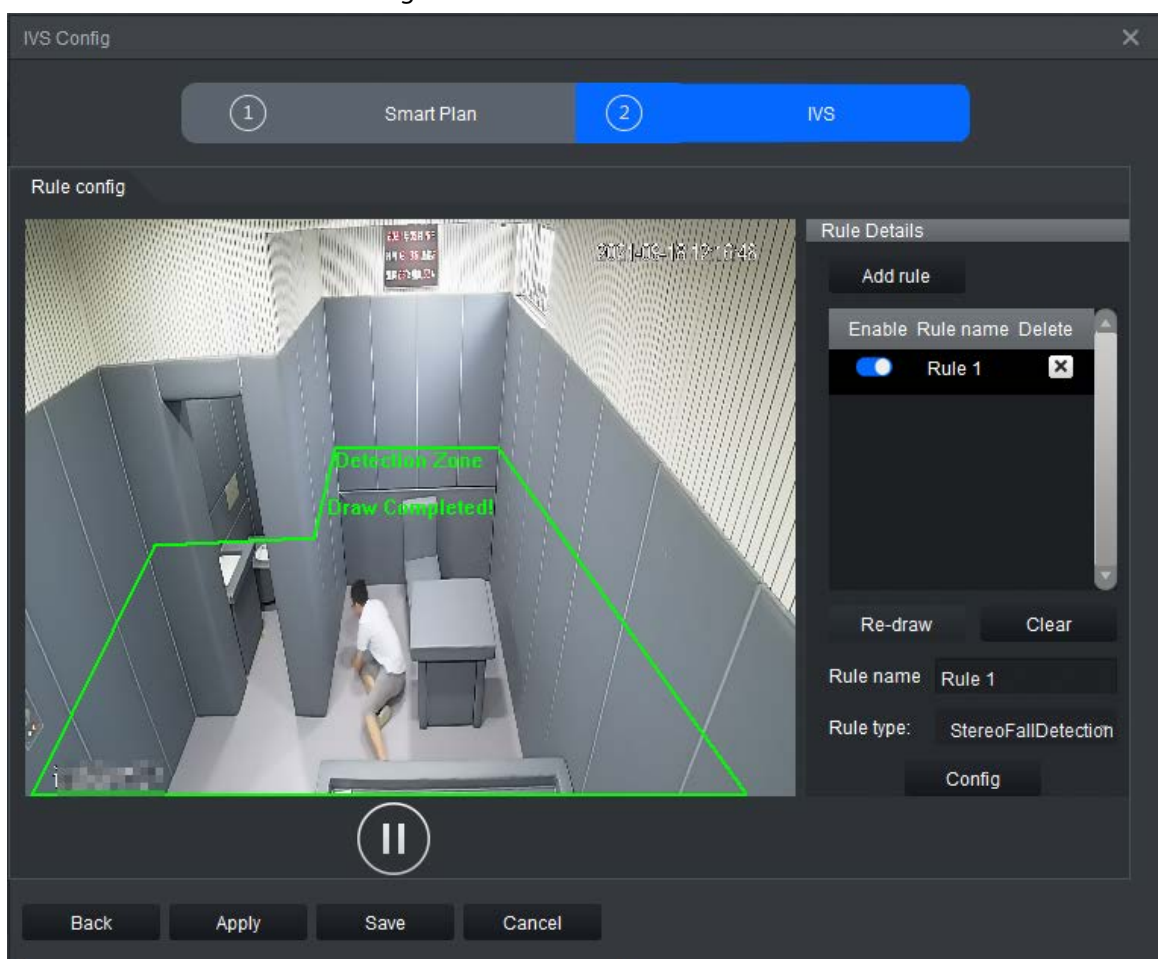 IVS Config
1 Smart Plan 2 IVS
Rule config
Rule Details
Add rule
Enable Rule name Delete
Rule 1
Detection Zone
Draw Completed!
Re-draw Clear
Rule name Rule 1
Rule type: StereoFallDetection
Config
Back Apply Save Cancel